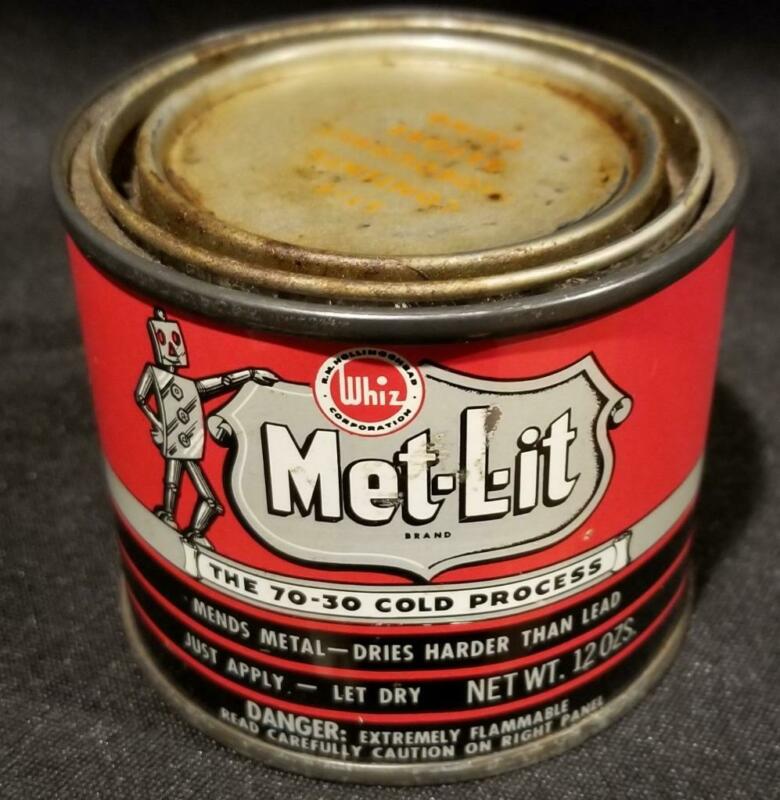 R.M. HOLLINGSHEAD
Whiz
CORPORATION
Met-L-it
BRAND
THE 70-30 COLD PROCESS
MENDS METAL—DRIES HARDER THAN LEAD
JUST APPLY — LET DRY NET WT. 12 OZS.
DANGER: EXTREMELY FLAMMABLE
READ CAREFULLY CAUTION ON RIGHT PANEL